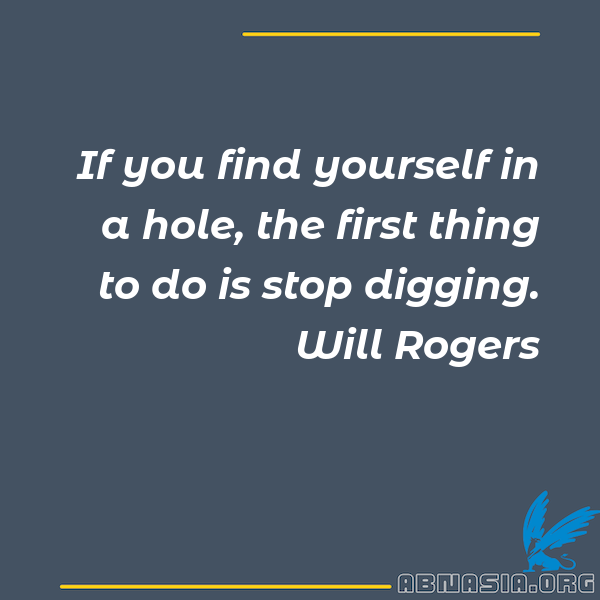 If you find yourself in
a hole, the first thing
to do is stop digging.
Will Rogers
ABNASIA.ORG